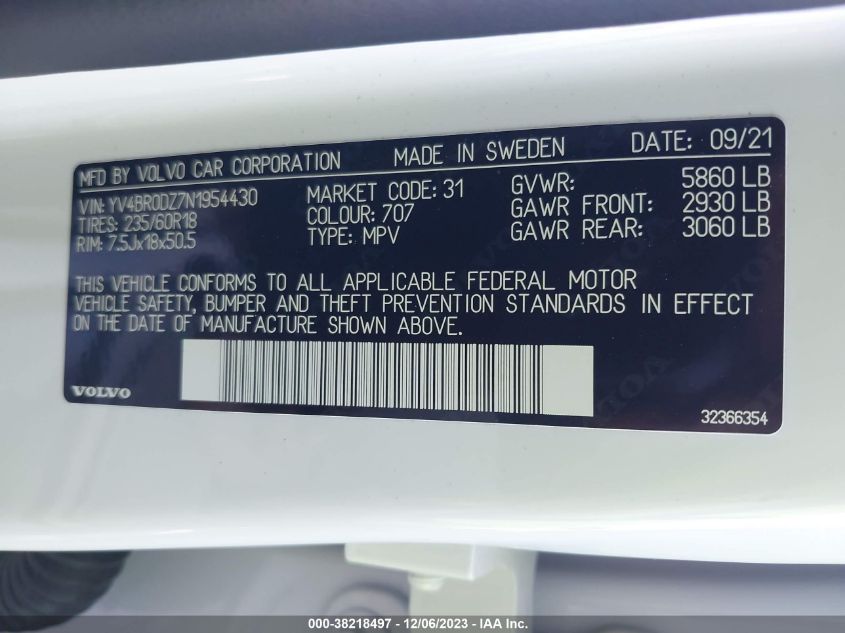 MFD BY VOLVO CAR CORPORATION MADE IN SWEDEN DATE: 09/21
VIN: YV4BR0DZ7N1954430 MARKET CODE: 31 GVWR: 5860 LB
TIRES: 235/60R18 COLOUR: 707 GAWR FRONT: 2930 LB
RIM: 7.5Jx18x50.5 TYPE: MPV GAWR REAR: 3060 LB
THIS VEHICLE CONFORMS TO ALL APPLICABLE FEDERAL MOTOR
VEHICLE SAFETY, BUMPER AND THEFT PREVENTION STANDARDS IN EFFECT
ON THE DATE OF MANUFACTURE SHOWN ABOVE.
VOLVO
32366354
000-38218497 - 12/06/2023 - IAA Inc.